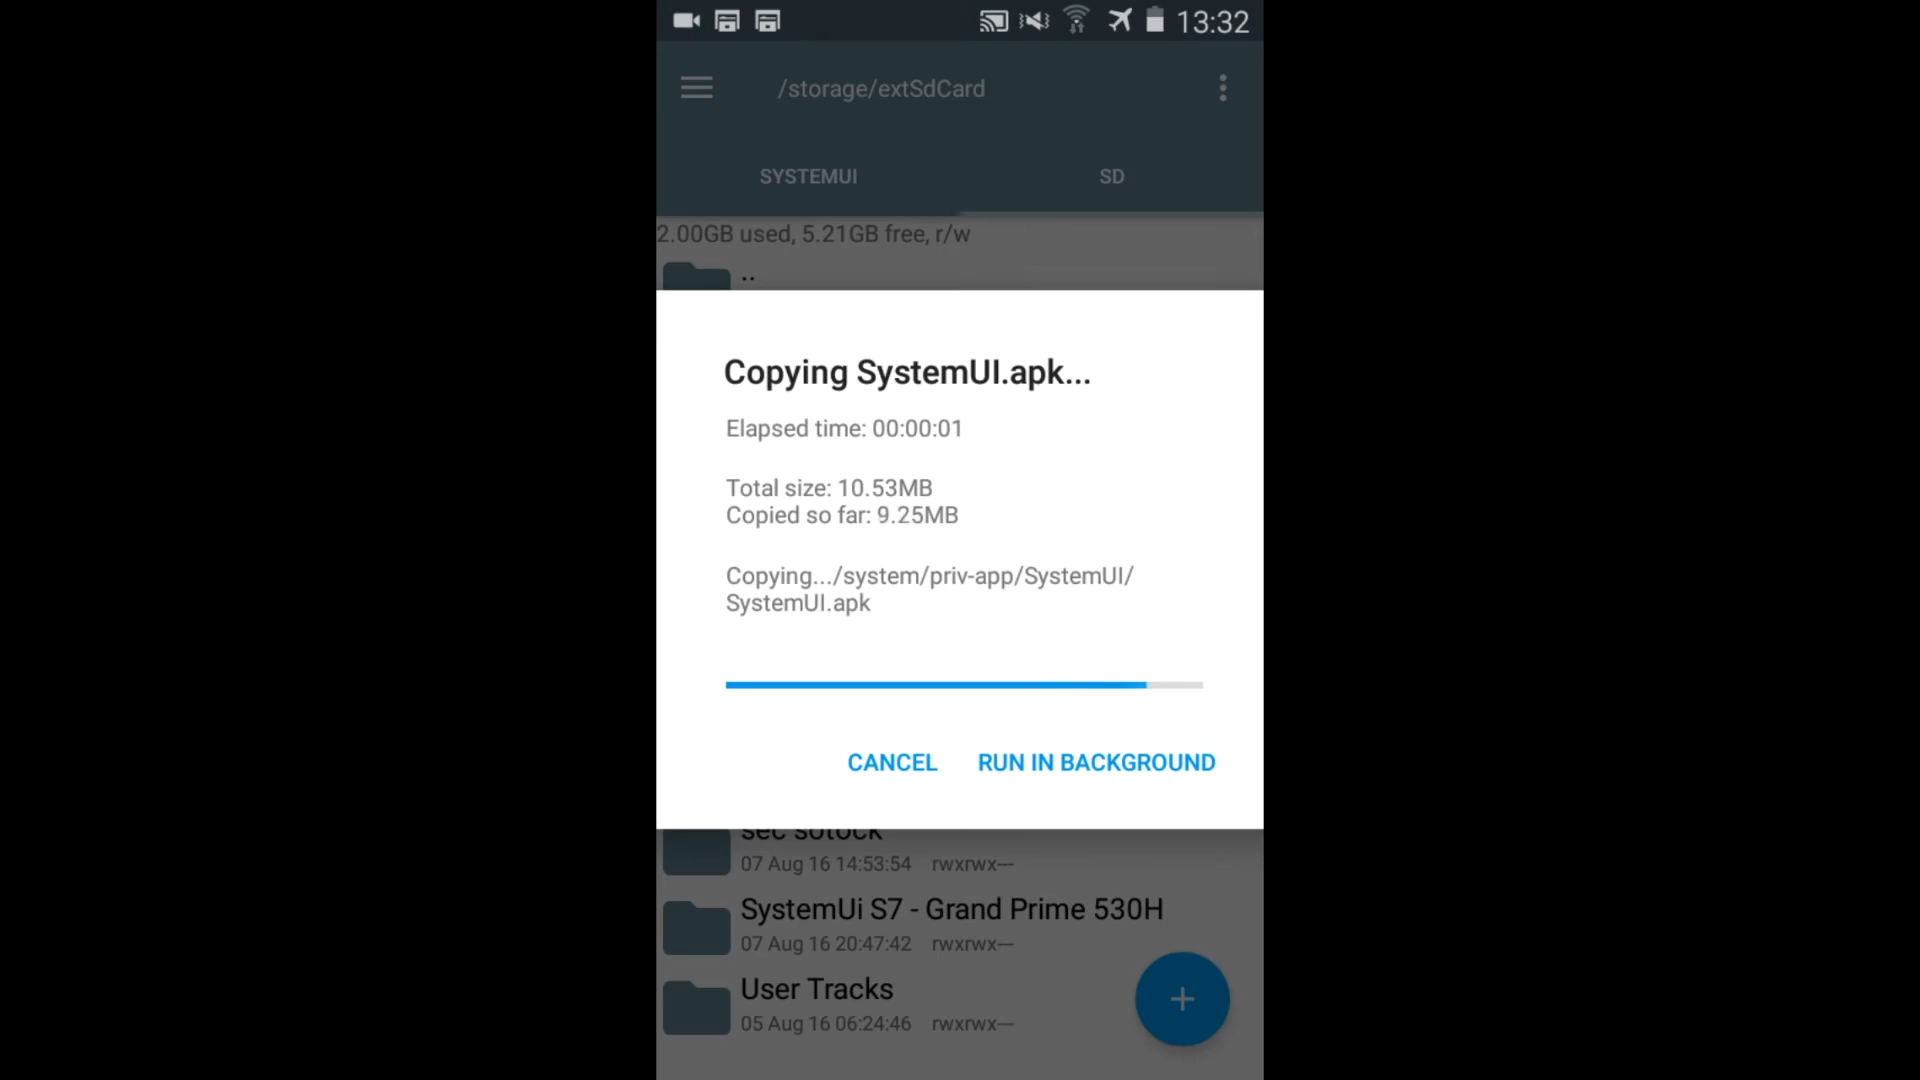 13:32
/storage/extSdCard
SYSTEMUI SD
2.00GB used, 5.21GB free, r/w
..
Copying SystemUI.apk...
Elapsed time: 00:00:01
Total size: 10.53MB
Copied so far: 9.25MB
Copying.../system/priv-app/SystemUI/
SystemUI.apk
CANCEL RUN IN BACKGROUND
sec sotock
07 Aug 16 14:53:54 rwxrwx---
SystemUi S7 - Grand Prime 530H
07 Aug 16 20:47:42 rwxrwx---
User Tracks
05 Aug 16 06:24:46 rwxrwx---